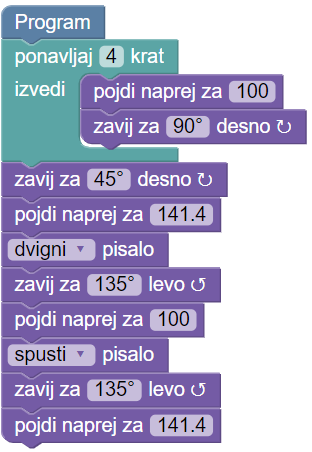 Program
ponavljaj 4 krat
izvedi pojdi naprej za 100
zavij za 90° desno ↻
zavij za 45° desno ↻
pojdi naprej za 141.4
dvigni ▾ pisalo
zavij za 135° levo ↺
pojdi naprej za 100
spusti ▾ pisalo
zavij za 135° levo ↺
pojdi naprej za 141.4